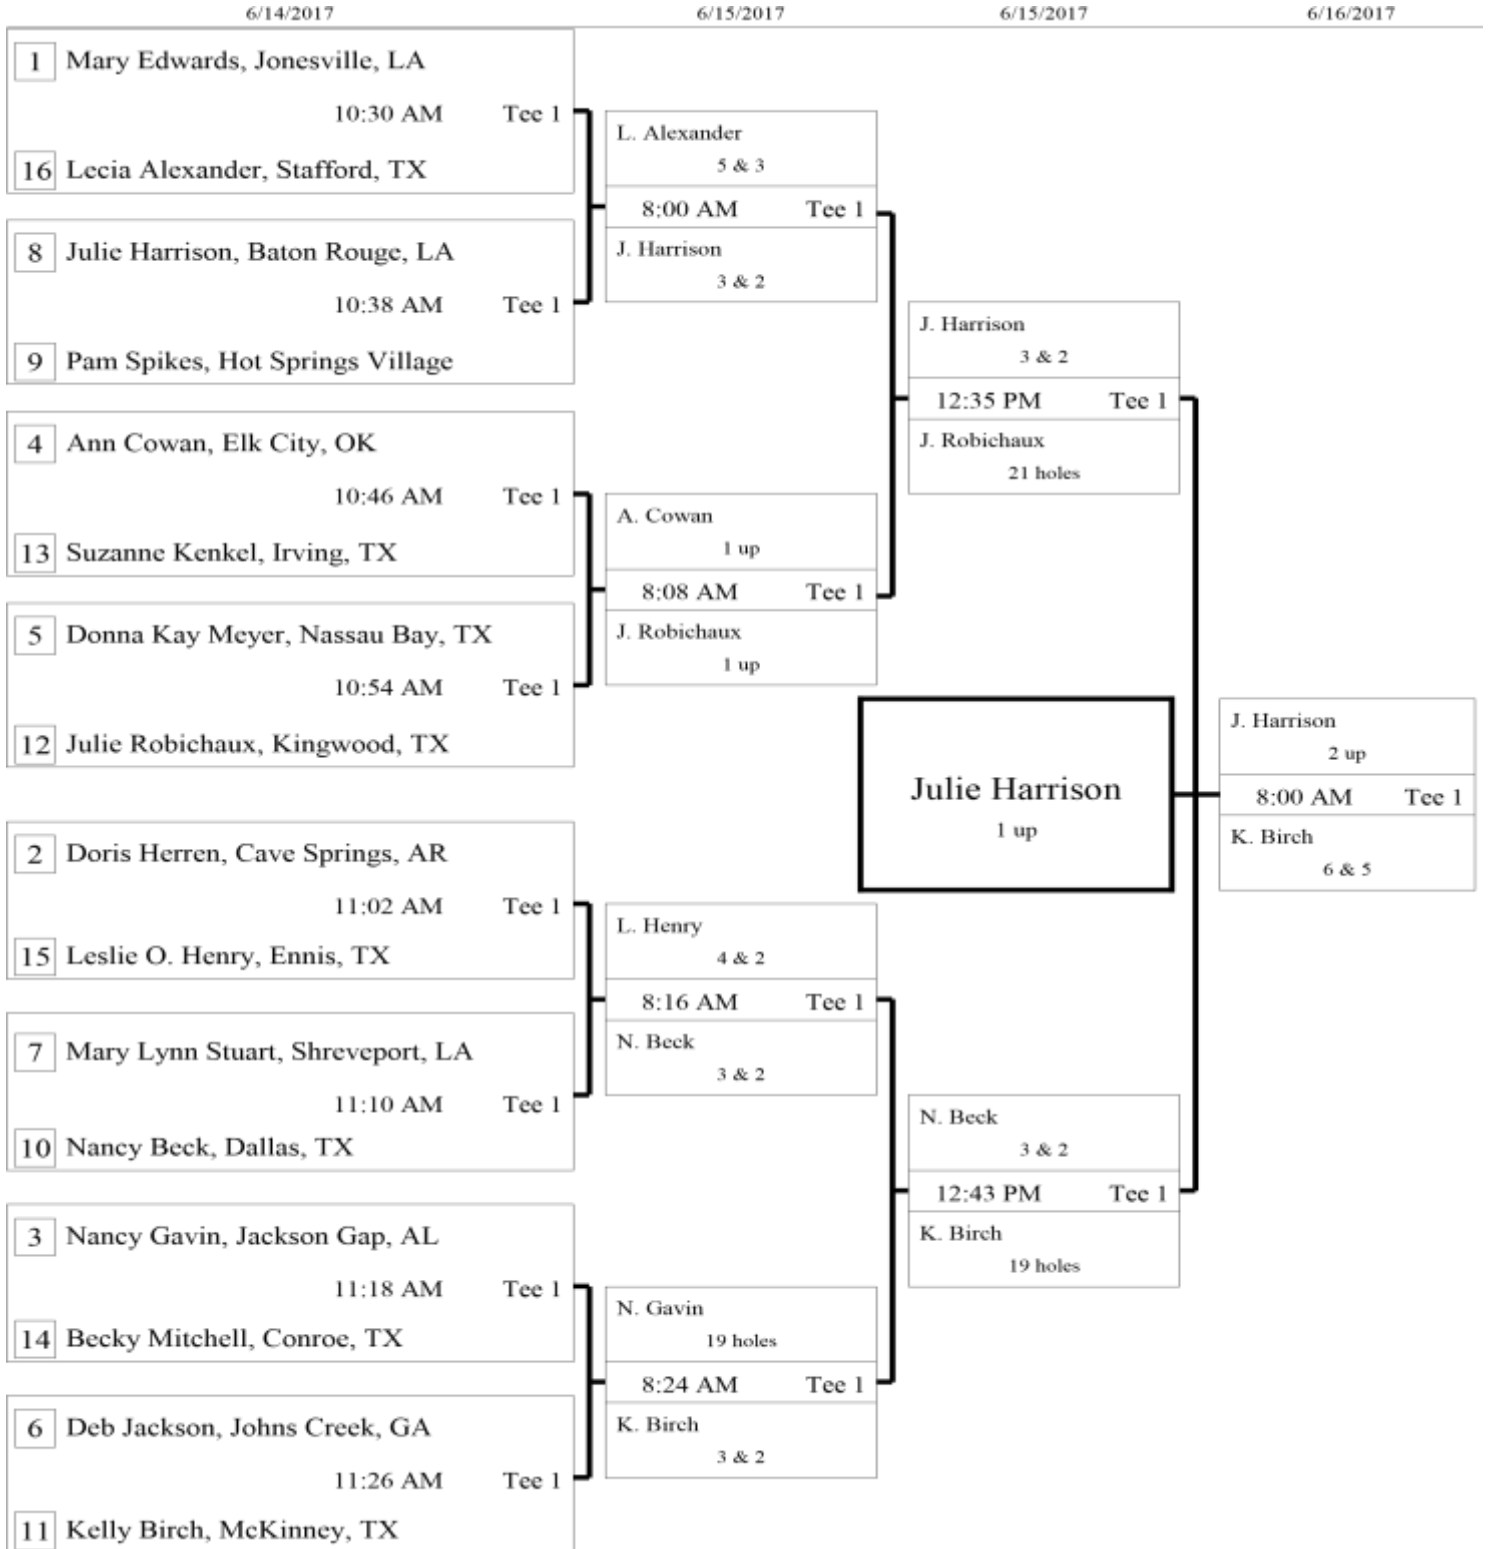 6/14/2017 6/15/2017 6/15/2017 6/16/2017
1 Mary Edwards, Jonesville, LA
10:30 AM Tee 1
16 Lecia Alexander, Stafford, TX
8 Julie Harrison, Baton Rouge, LA
10:38 AM Tee 1
9 Pam Spikes, Hot Springs Village
4 Ann Cowan, Elk City, OK
10:46 AM Tee 1
13 Suzanne Kenkel, Irving, TX
5 Donna Kay Meyer, Nassau Bay, TX
10:54 AM Tee 1
12 Julie Robichaux, Kingwood, TX
2 Doris Herren, Cave Springs, AR
11:02 AM Tee 1
15 Leslie O. Henry, Ennis, TX
7 Mary Lynn Stuart, Shreveport, LA
11:10 AM Tee 1
10 Nancy Beck, Dallas, TX
3 Nancy Gavin, Jackson Gap, AL
11:18 AM Tee 1
14 Becky Mitchell, Conroe, TX
6 Deb Jackson, Johns Creek, GA
11:26 AM Tee 1
11 Kelly Birch, McKinney, TX
L. Alexander
5 & 3
8:00 AM Tee 1
J. Harrison
3 & 2
A. Cowan
1 up
8:08 AM Tee 1
J. Robichaux
1 up
L. Henry
4 & 2
8:16 AM Tee 1
N. Beck
3 & 2
N. Gavin
19 holes
8:24 AM Tee 1
K. Birch
3 & 2
J. Harrison
3 & 2
12:35 PM Tee 1
J. Robichaux
21 holes
N. Beck
3 & 2
12:43 PM Tee 1
K. Birch
19 holes
J. Harrison
2 up
8:00 AM Tee 1
K. Birch
6 & 5
Julie Harrison
1 up